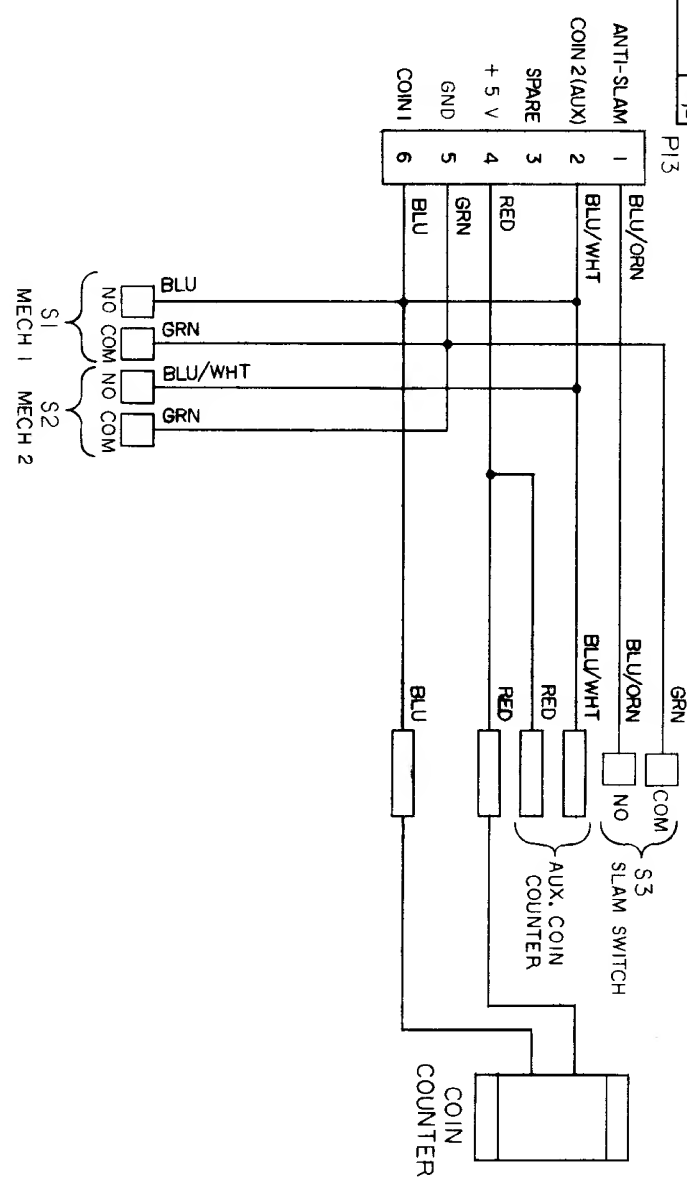 P13
ANTI-SLAM
COIN 2 (AUX)
SPARE
+ 5 V
GND
COIN 1
1
2
3
4
5
6
BLU/ORN
BLU/WHT
RED
GRN
BLU
BLU
GRN
BLU/WHT
GRN
NO
COM
NO
COM
S1
MECH 1
S2
MECH 2
GRN
BLU/ORN
BLU/WHT
RED
RED
BLU
COM
NO
S3
SLAM SWITCH
AUX. COIN
COUNTER
COIN
COUNTER